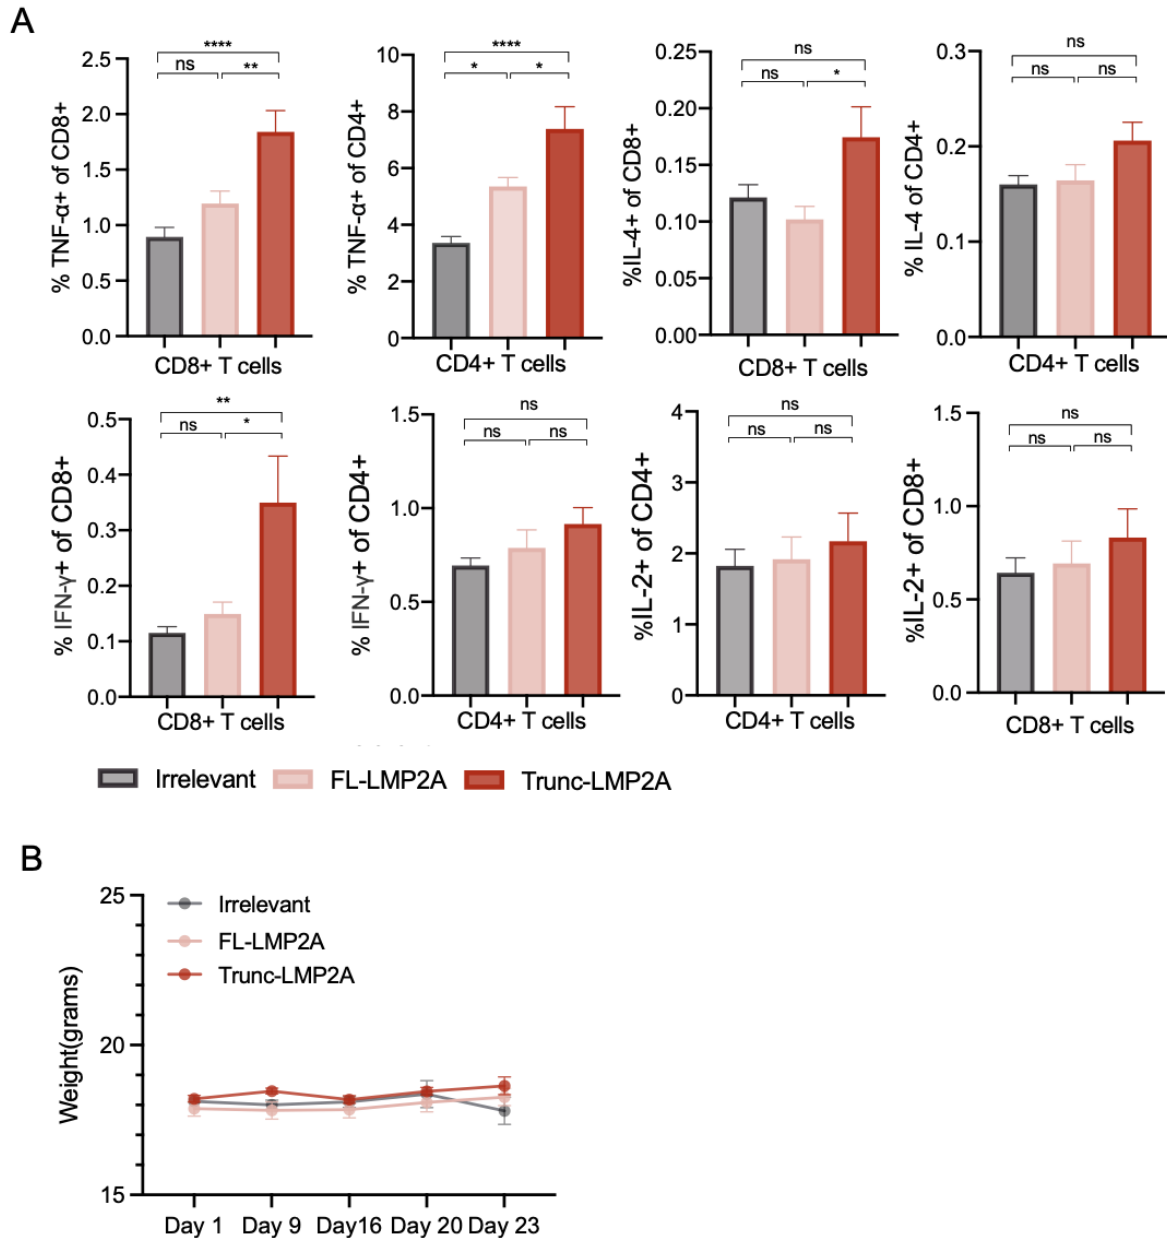 A
% TNF-α+ of CD8+
2.5
2.0
1.5
1.0
0.5
0.0
****
ns
**
CD8+ T cells
% TNF-α+ of CD4+
10
8
6
4
2
0
****
*
*
CD4+ T cells
%IL-4+ of CD8+
0.25
0.20
0.15
0.10
0.05
0.00
ns
ns
*
CD8+ T cells
% IL-4 of CD4+
0.3
0.2
0.1
0.0
ns
ns
ns
CD4+ T cells
% IFN-γ+ of CD8+
0.5
0.4
0.3
0.2
0.1
0.0
**
ns
*
CD8+ T cells
% IFN-γ+ of CD4+
1.5
1.0
0.5
0.0
ns
ns
ns
CD4+ T cells
%IL-2+ of CD4+
4
3
2
1
0
ns
ns
ns
CD4+ T cells
%IL-2+ of CD8+
1.5
1.0
0.5
0.0
ns
ns
ns
CD8+ T cells
Irrelevant
FL-LMP2A
Trunc-LMP2A
B
Weight(grams)
25
20
15
Irrelevant
FL-LMP2A
Trunc-LMP2A
Day 1
Day 9
Day16
Day 20
Day 23